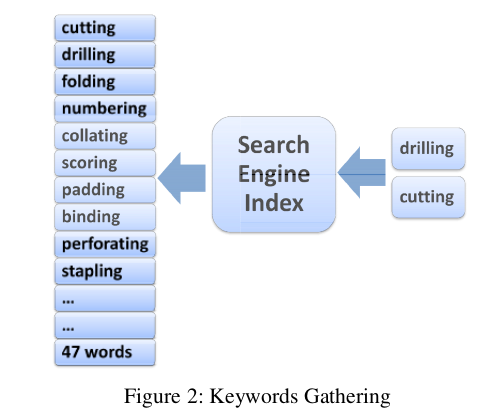 cutting
drilling
folding
numbering
collating
scoring
padding
binding
perforating
stapling
...
...
47 words
Search
Engine
Index
drilling
cutting
Figure 2: Keywords Gathering